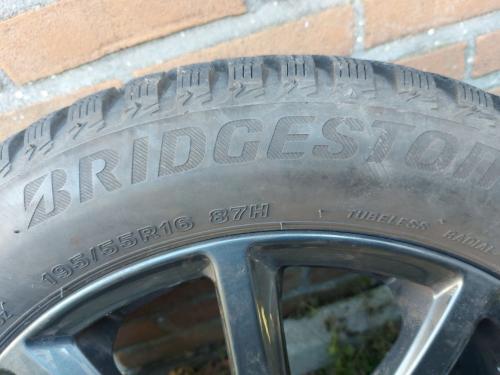 BRIDGESTON
195/55R16 87H TUBELESS RADIAL